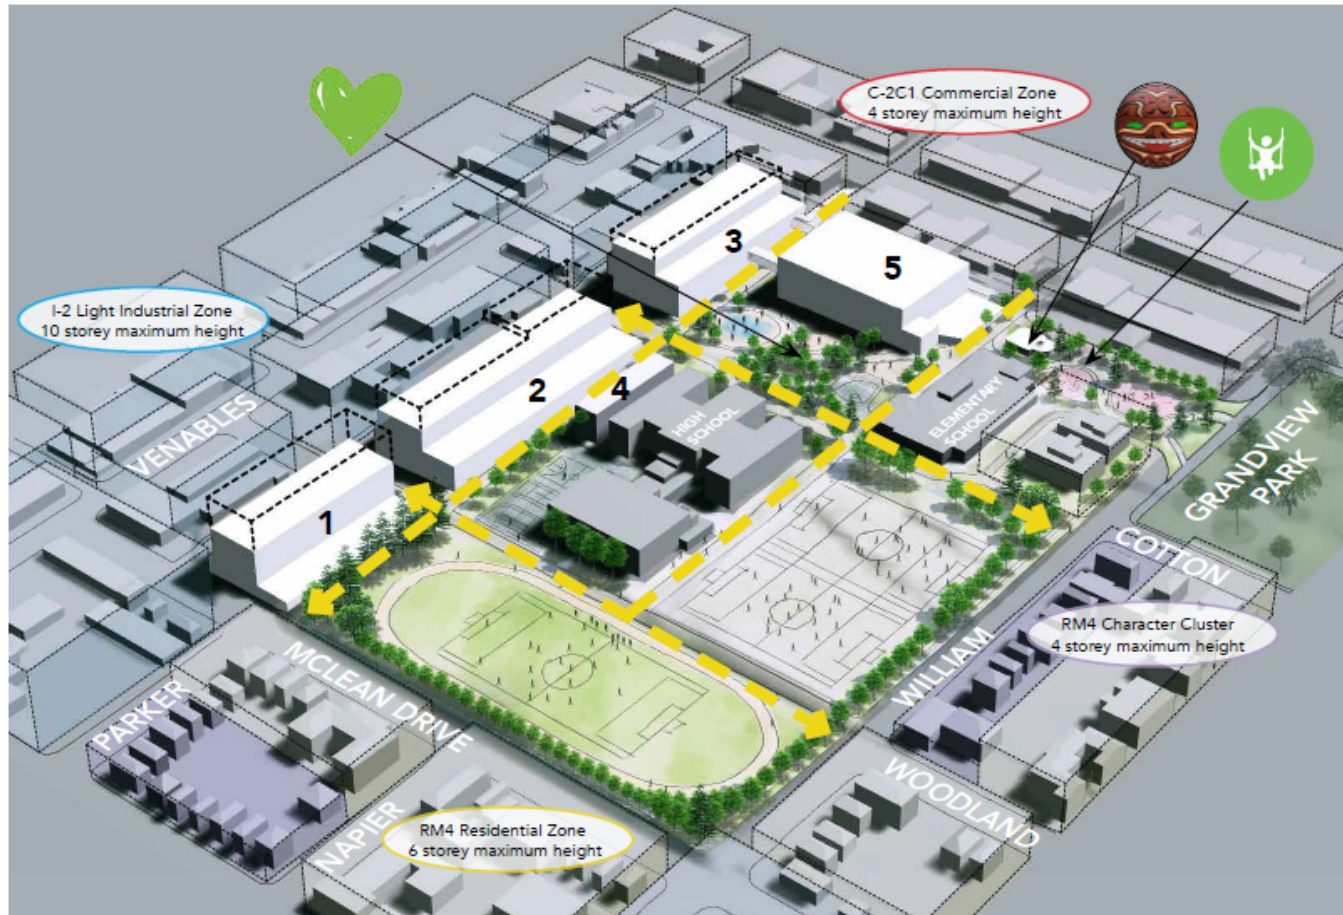 C-2C1 Commercial Zone
4 storey maximum height
3
5
I-2 Light Industrial Zone
10 storey maximum height
2
4
HIGH
SCHOOL
ELEMENTARY
SCHOOL
VENABLES
GRANDVIEW
PARK
1
COTTON
RM4 Character Cluster
4 storey maximum height
WILLIAM
MCLEAN DRIVE
PARKER
WOODLAND
NAPIER
RM4 Residential Zone
6 storey maximum height